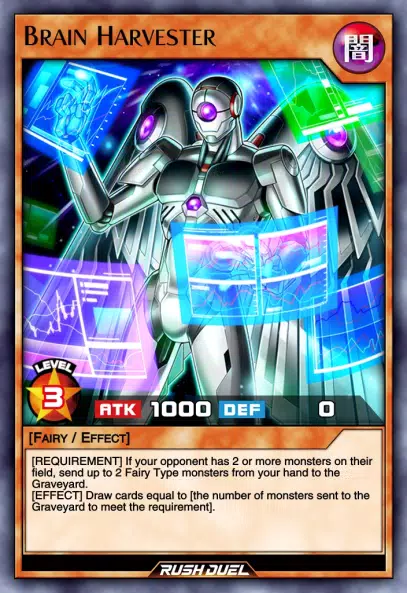 Brain Harvester
闇
LEVEL
3
ATK 1000 DEF 0
[Fairy / Effect]
[REQUIREMENT] If your opponent has 2 or more monsters on their
field, send up to 2 Fairy Type monsters from your hand to the
Graveyard.
[EFFECT] Draw cards equal to [the number of monsters sent to the
Graveyard to meet the requirement].
RUSH DUEL